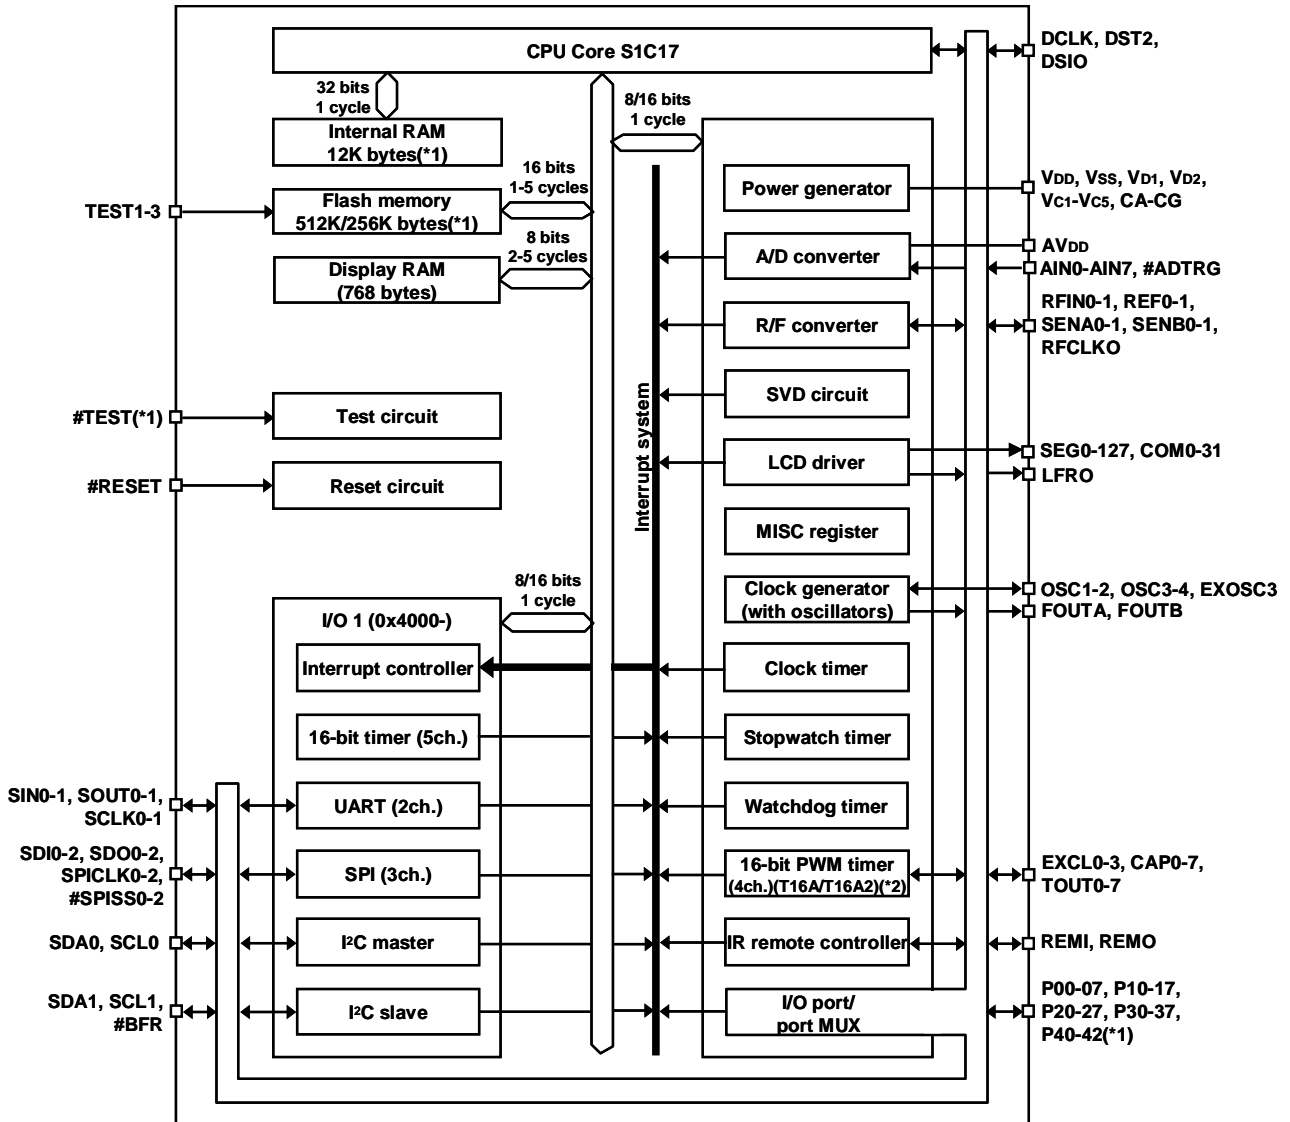 CPU Core S1C17
DCLK, DST2,
DSIO
32 bits
1 cycle
8/16 bits
1 cycle
Internal RAM
12K bytes(*1)
16 bits
1-5 cycles
TEST1-3
Flash memory
512K/256K bytes(*1)
8 bits
2-5 cycles
Display RAM
(768 bytes)
Power generator
VDD, VSS, VD1, VD2,
VC1-VC5, CA-CG
A/D converter
AVDD
AIN0-AIN7, #ADTRG
R/F converter
RFIN0-1, REF0-1,
SENA0-1, SENB0-1,
RFCLKO
SVD circuit
#TEST(*1)
Test circuit
Interrupt system
LCD driver
SEG0-127, COM0-31
LFRO
#RESET
Reset circuit
MISC register
8/16 bits
1 cycle
Clock generator
(with oscillators)
OSC1-2, OSC3-4, EXOSC3
FOUTA, FOUTB
I/O 1 (0x4000-)
Interrupt controller
Clock timer
16-bit timer (5ch.)
Stopwatch timer
SIN0-1, SOUT0-1,
SCLK0-1
UART (2ch.)
Watchdog timer
SDI0-2, SDO0-2,
SPICLK0-2,
#SPISS0-2
SPI (3ch.)
16-bit PWM timer
(4ch.)(T16A/T16A2)(*2)
EXCL0-3, CAP0-7,
TOUT0-7
SDA0, SCL0
I²C master
IR remote controller
REMI, REMO
SDA1, SCL1,
#BFR
I²C slave
I/O port/
port MUX
P00-07, P10-17,
P20-27, P30-37,
P40-42(*1)